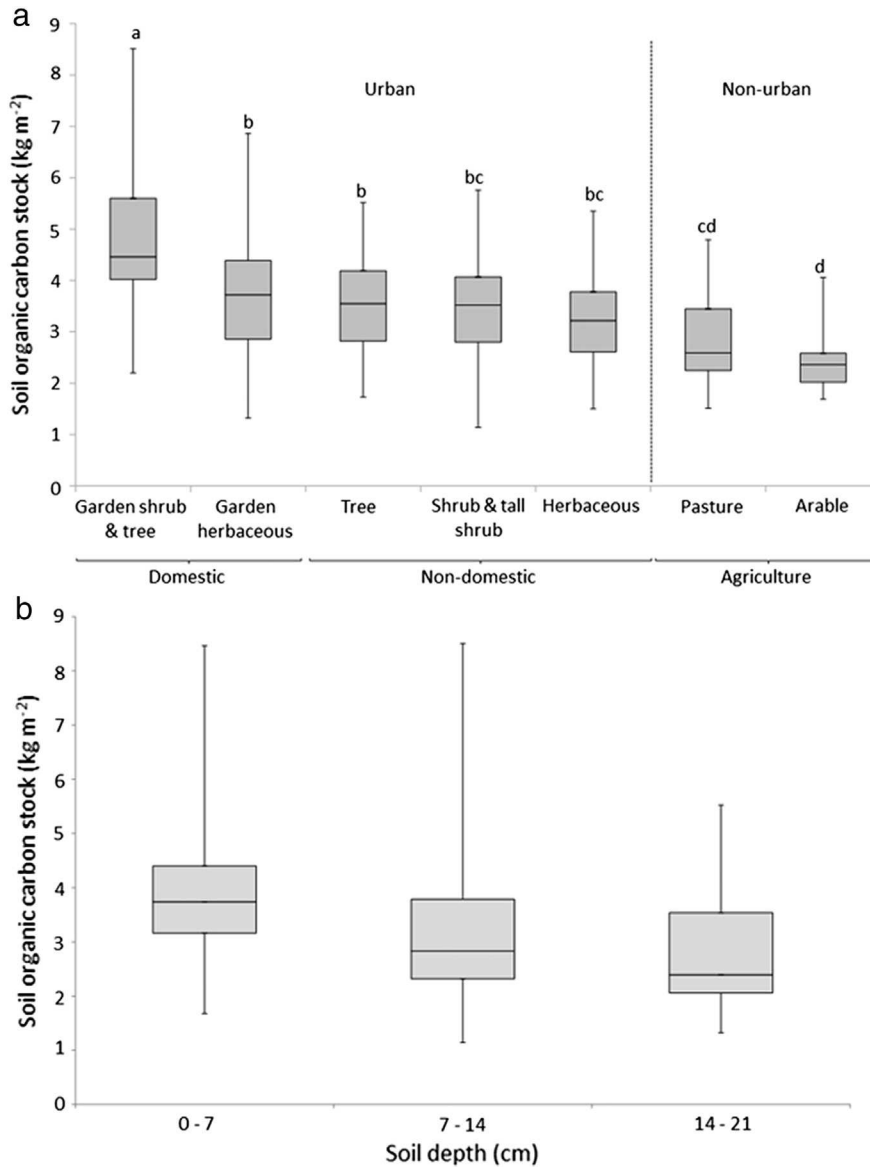 a
Soil organic carbon stock (kg m-2)
9
8
7
6
5
4
3
2
1
0
Urban
Non-urban
a
b
b
bc
bc
cd
d
Garden shrub
& tree
Garden
herbaceous
Tree
Shrub & tall
shrub
Herbaceous
Pasture
Arable
Domestic
Non-domestic
Agriculture
b
Soil organic carbon stock (kg m-2)
9
8
7
6
5
4
3
2
1
0
0 - 7
7 - 14
14 - 21
Soil depth (cm)